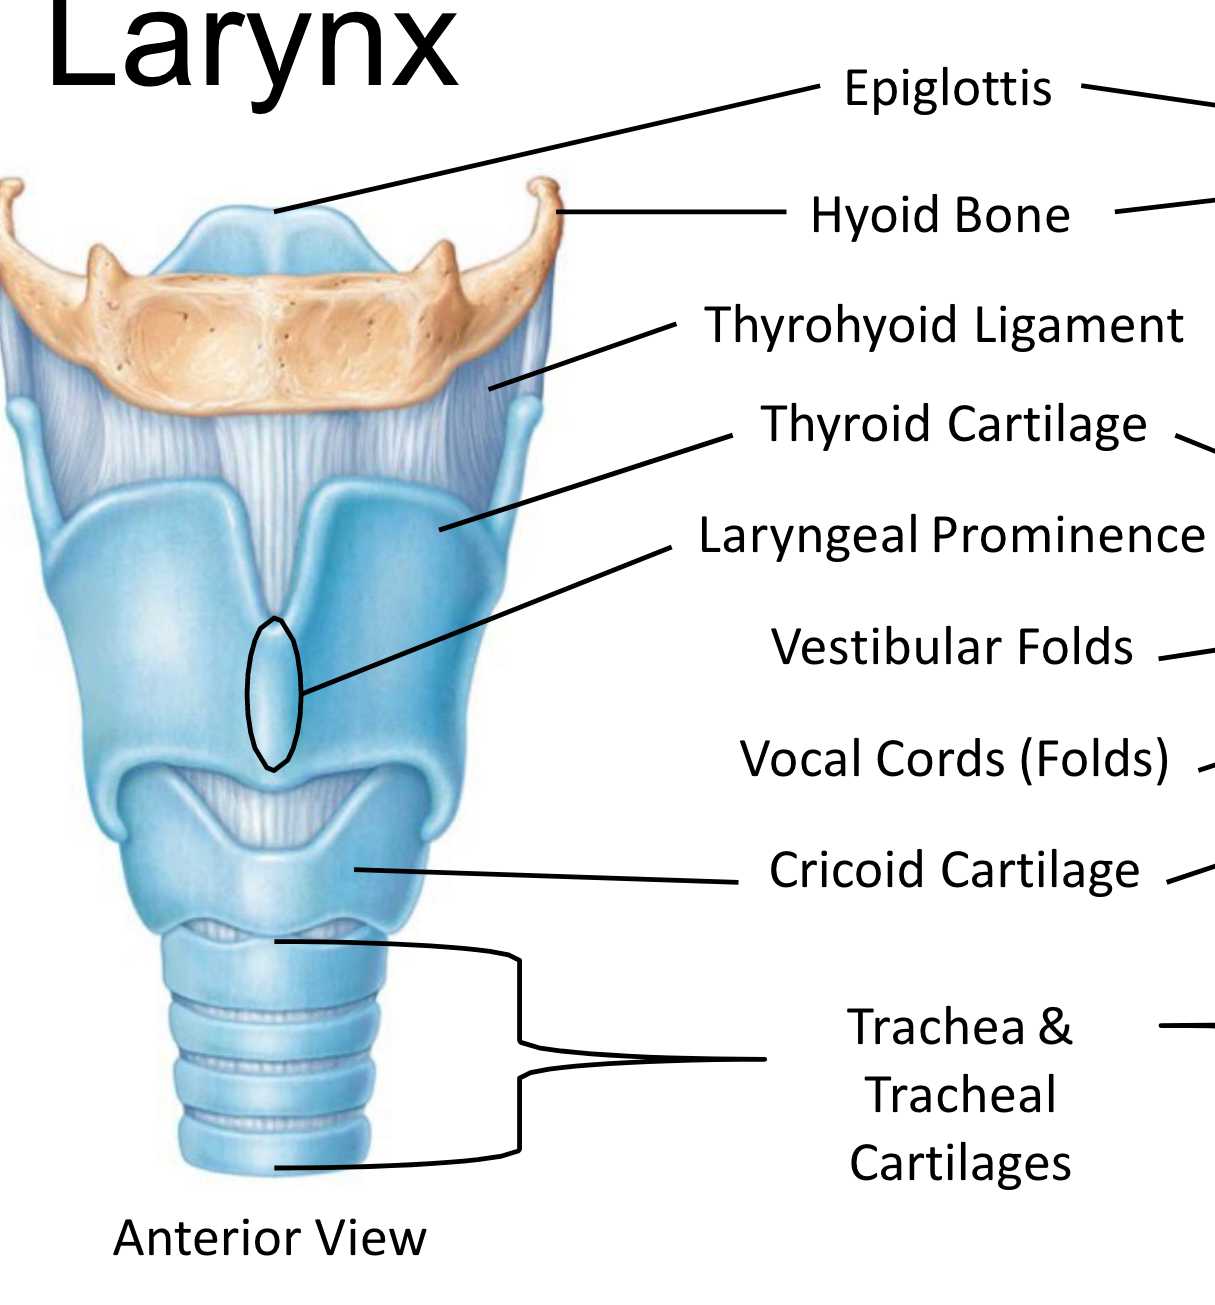 Larynx
Epiglottis
Hyoid Bone
Thyrohyoid Ligament
Thyroid Cartilage
Laryngeal Prominence
Vestibular Folds
Vocal Cords (Folds)
Cricoid Cartilage
Trachea &
Tracheal
Cartilages
Anterior View